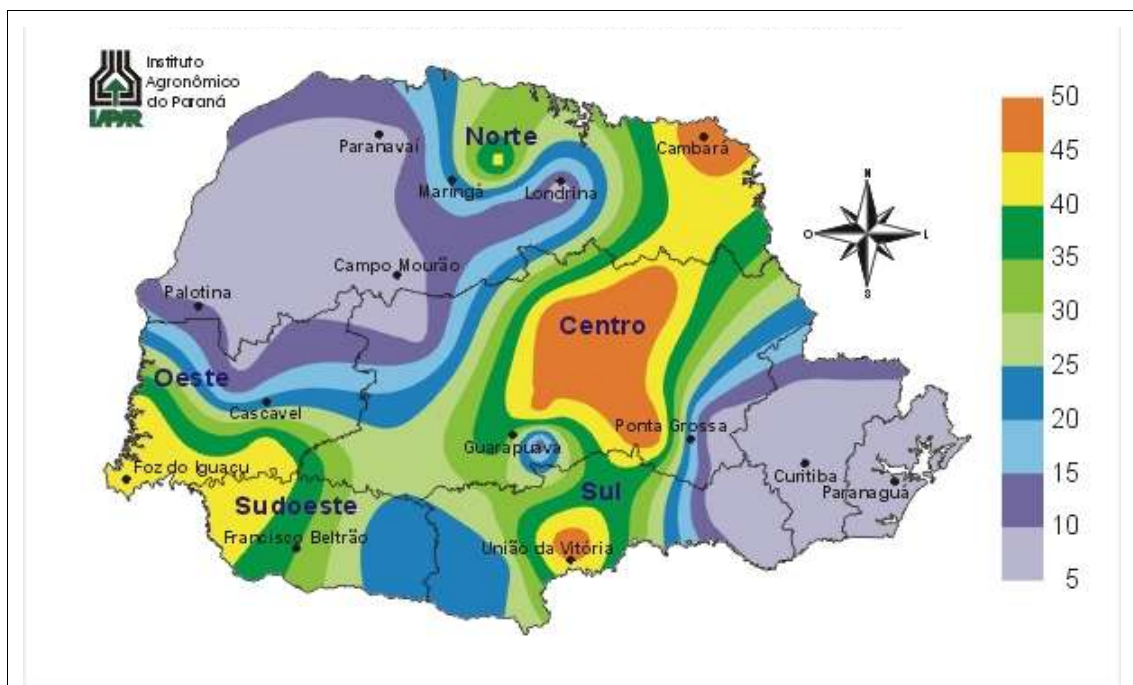 Instituto
Agronômico
do Paraná
IAPAR
Norte
Paranavaí
Cambará
Maringá
Londrina
Campo Mourão
Palotina
Centro
Oeste
Cascavel
Ponta Grossa
Guarapuava
Foz do Iguaçu
Curitiba
Paranaguá
Sul
Sudoeste
Francisco Beltrão
União da Vitória
N
O
L
S
50
45
40
35
30
25
20
15
10
5